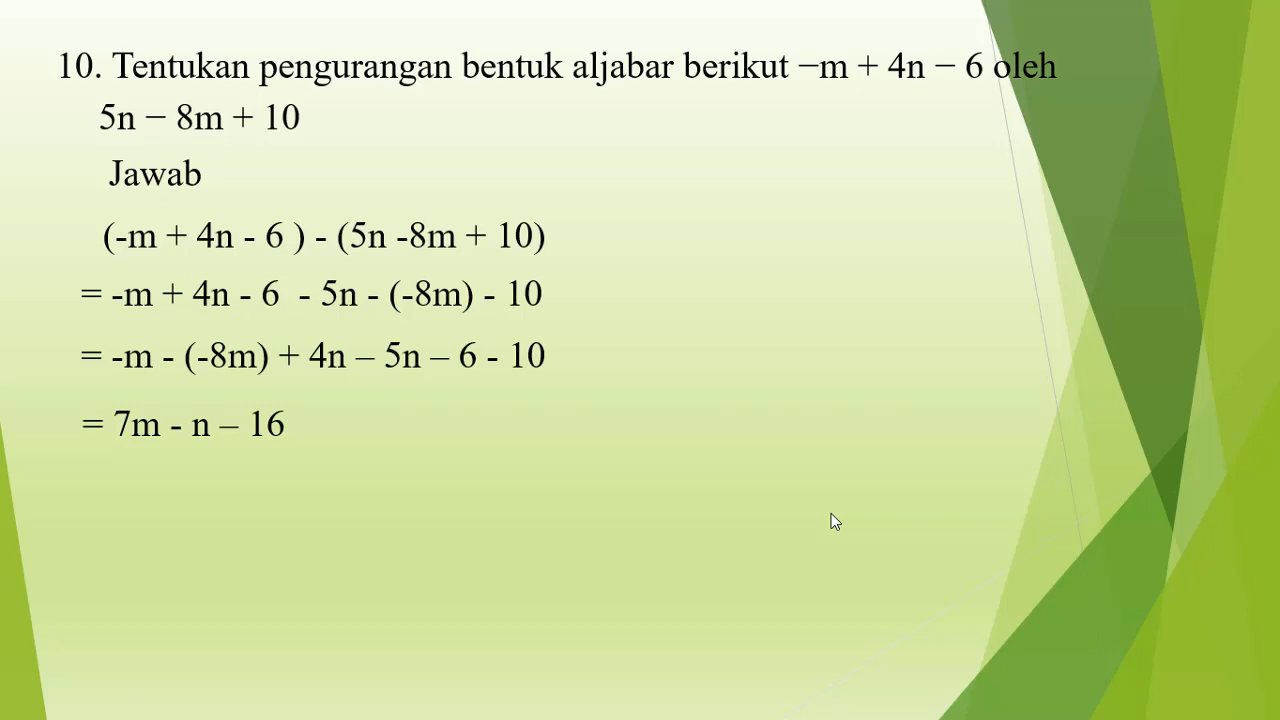 10. Tentukan pengurangan bentuk aljabar berikut −m + 4n − 6 oleh
5n − 8m + 10
Jawab
(-m + 4n - 6 ) - (5n -8m + 10)
= -m + 4n - 6  - 5n - (-8m) - 10
= -m - (-8m) + 4n – 5n – 6 - 10
= 7m - n – 16